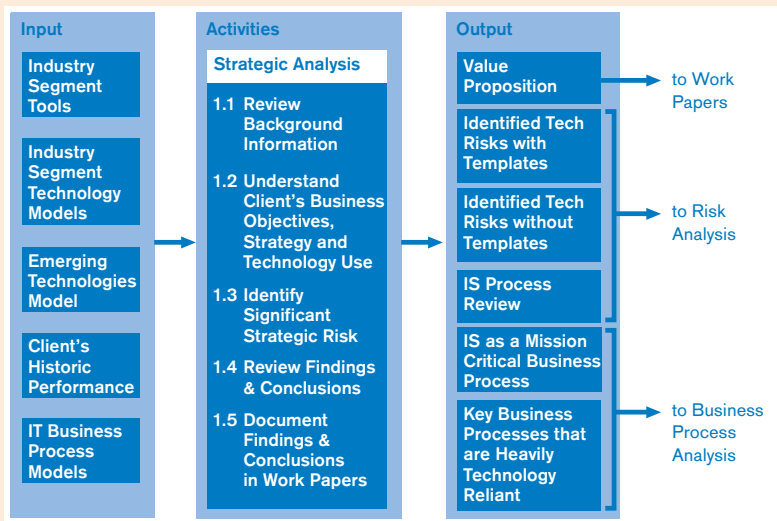 Input
Industry
Segment
Tools
Industry
Segment
Technology
Models
Emerging
Technologies
Model
Client's
Historic
Performance
IT Business
Process
Models
Activities
Strategic Analysis
1.1 Review
Background
Information
1.2 Understand
Client's Business
Objectives,
Strategy and
Technology Use
1.3 Identify
Significant
Strategic Risk
1.4 Review Findings
& Conclusions
1.5 Document
Findings &
Conclusions
in Work Papers
Output
Value
Proposition
Identified Tech
Risks with
Templates
Identified Tech
Risks without
Templates
IS Process
Review
IS as a Mission
Critical Business
Process
Key Business
Processes that
are Heavily
Technology
Reliant
to Work
Papers
to Risk
Analysis
to Business
Process
Analysis